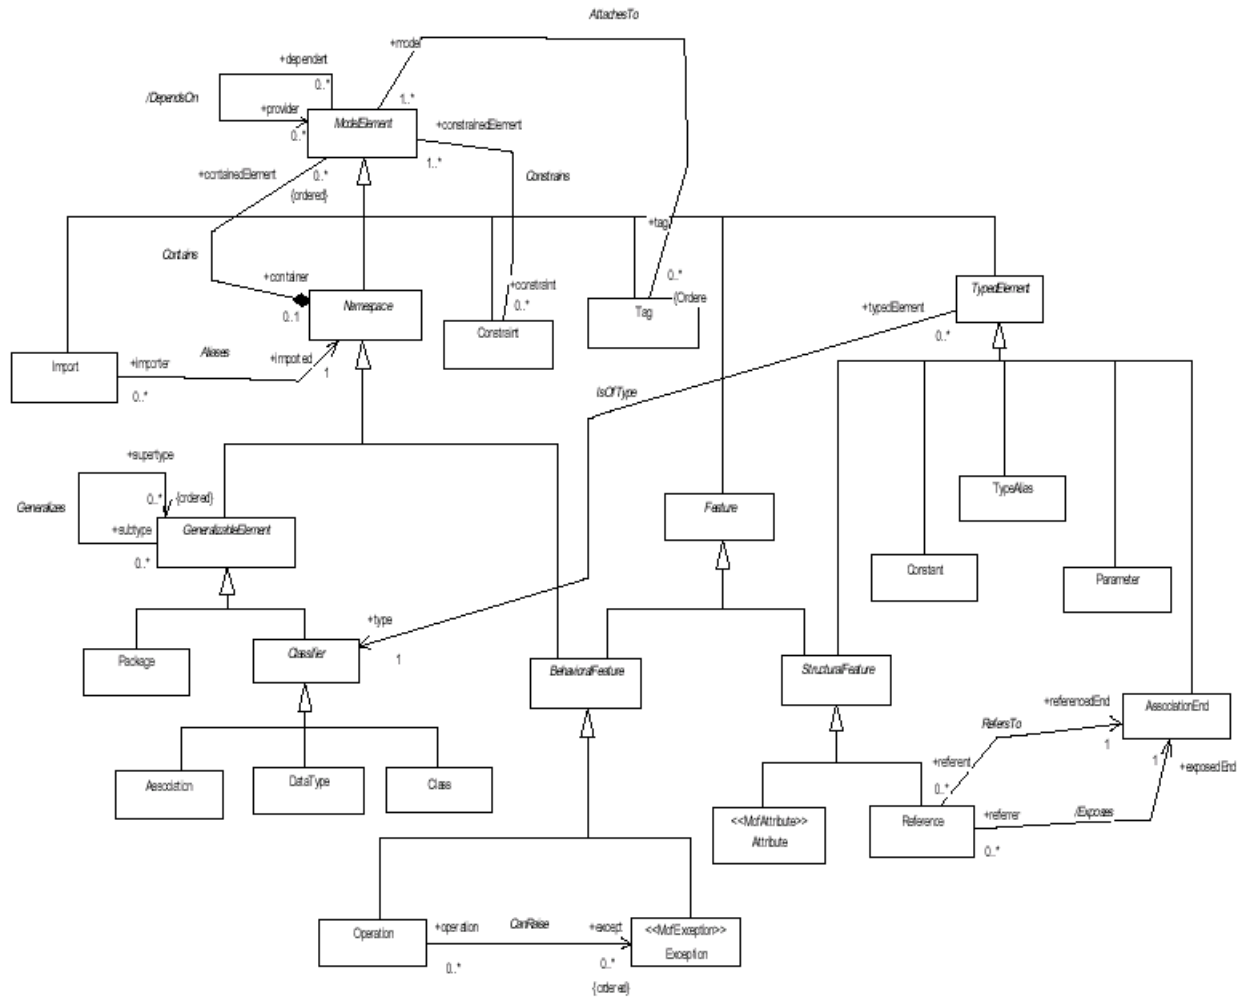 AttachesTo
+model
+dependent
0..*
/DependsOn
+provider
0..*
1..*
ModelElement
+constrainedElement
1..*
+containedElement
0..*
{ordered}
Constrains
+tag
Contains
+container
0..1
Namespace
+constraint
0..*
Constraint
0..*
{Ordere
Tag
TypedElement
+typedElement
0..*
Import
+importer
0..*
Aliases
+imported
1
IsOfType
+supertype
0..*
{ordered}
Generalizes
+subtype
0..*
GeneralizableElement
Feature
TypeAlias
Constant
Parameter
+type
1
Package
Classifier
BehavioralFeature
StructuralFeature
AssociationEnd
+referencedEnd
1
RefersTo
+referent
0..*
1
+exposedEnd
Association
DataType
Class
<<MofAttribute>>
Attribute
Reference
+referrer
0..*
/Exposes
Operation
+operation
0..*
CanRaise
+except
0..*
{ordered}
<<MofException>>
Exception